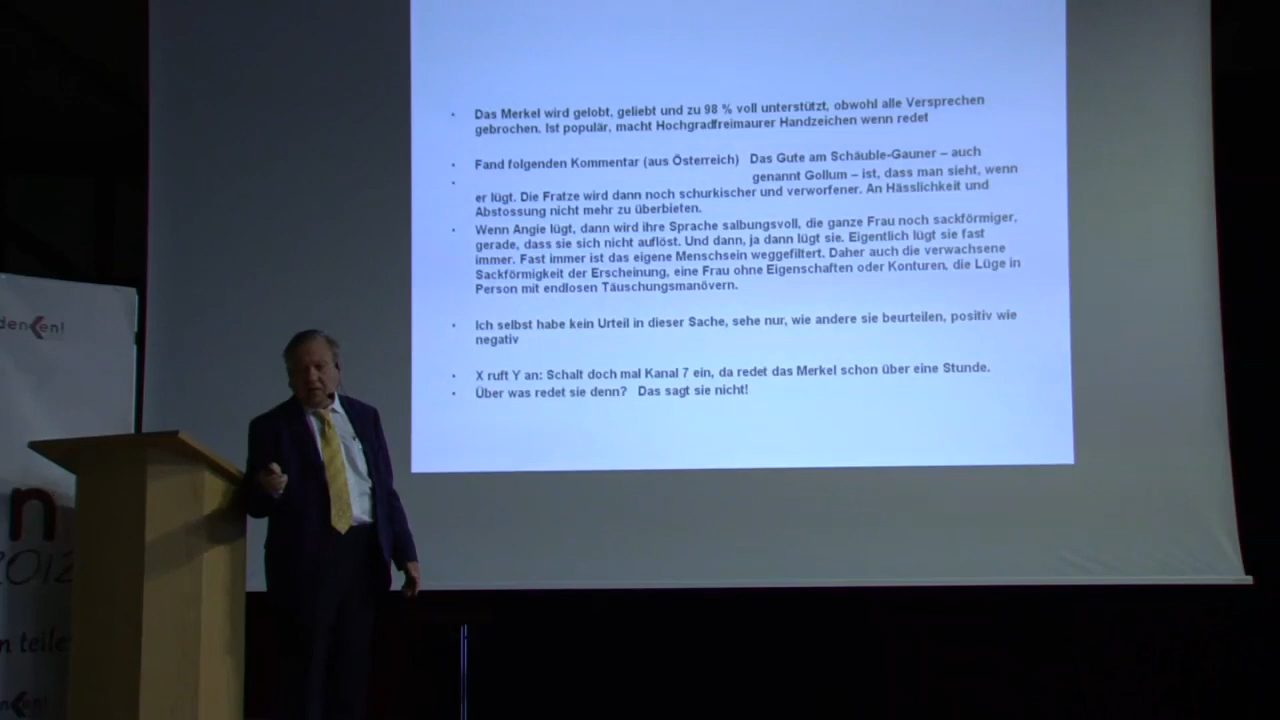 Das Merkel wird gelobt, geliebt und zu 98 % voll unterstützt, obwohl alle Versprechen
gebrochen. Ist populär, macht Hochgradfreimaurer Handzeichen wenn redet
Fand folgenden Kommentar (aus Österreich) Das Gute am Schäuble-Gauner – auch
genannt Gollum – ist, dass man sieht, wenn
er lügt. Die Fratze wird dann noch schurkischer und verworfener. An Hässlichkeit und
Abstossung nicht mehr zu überbieten.
Wenn Angie lügt, dann wird ihre Sprache salbungsvoll, die ganze Frau noch sackförmiger,
gerade, dass sie sich nicht auflöst. Und dann, ja dann lügt sie. Eigentlich lügt sie fast
immer. Fast immer ist das eigene Menschsein weggefiltert. Daher auch die verwachsene
Sackförmigkeit der Erscheinung, eine Frau ohne Eigenschaften oder Konturen, die Lüge in
Person mit endlosen Täuschungsmanövern.
Ich selbst habe kein Urteil in dieser Sache, sehe nur, wie andere sie beurteilen, positiv wie
negativ
X ruft Y an: Schalt doch mal Kanal 7 ein, da redet das Merkel schon über eine Stunde.
Über was redet sie denn? Das sagt sie nicht!
den<en!
n
2012
n teile
n<en!